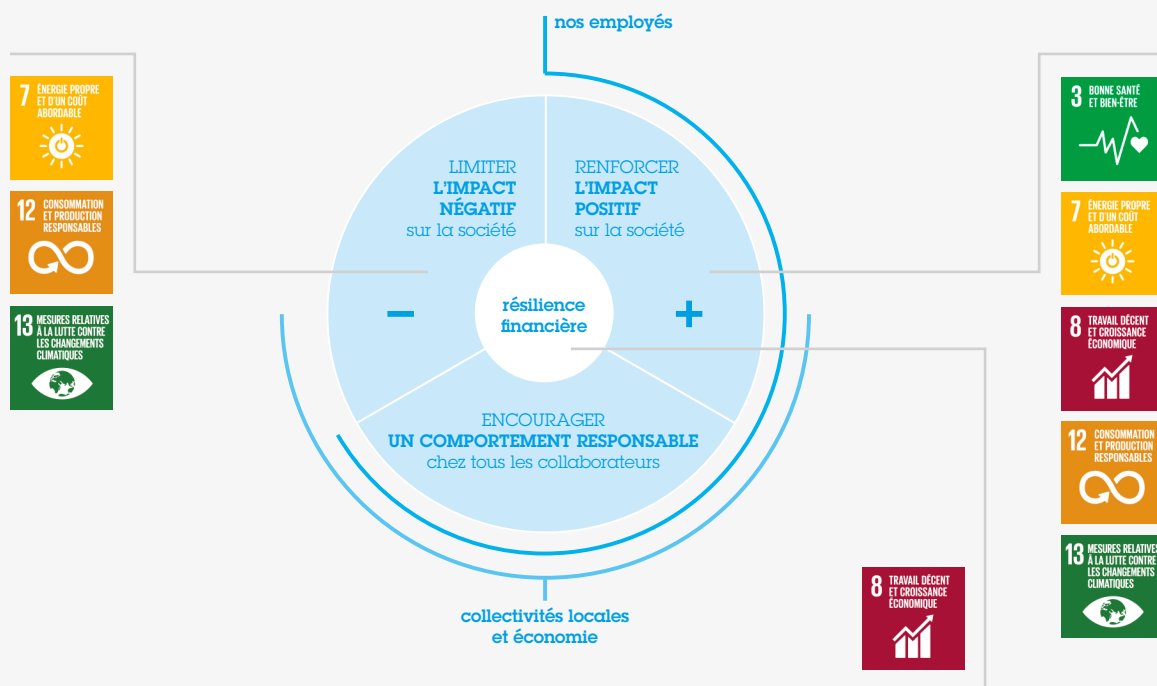 nos employés
7 ÉNERGIE PROPRE
ET D'UN COÛT
ABORDABLE
12 CONSOMMATION
ET PRODUCTION
RESPONSABLES
13 MESURES RELATIVES
À LA LUTTE CONTRE
LES CHANGEMENTS
CLIMATIQUES
LIMITER
L'IMPACT
NÉGATIF
sur la société
RENFORCER
L'IMPACT
POSITIF
sur la société
–
résilience
financière
+
ENCOURAGER
UN COMPORTEMENT RESPONSABLE
chez tous les collaborateurs
collectivités locales
et économie
3 BONNE SANTÉ
ET BIEN-ÊTRE
7 ÉNERGIE PROPRE
ET D'UN COÛT
ABORDABLE
8 TRAVAIL DÉCENT
ET CROISSANCE
ÉCONOMIQUE
12 CONSOMMATION
ET PRODUCTION
RESPONSABLES
13 MESURES RELATIVES
À LA LUTTE CONTRE
LES CHANGEMENTS
CLIMATIQUES
8 TRAVAIL DÉCENT
ET CROISSANCE
ÉCONOMIQUE